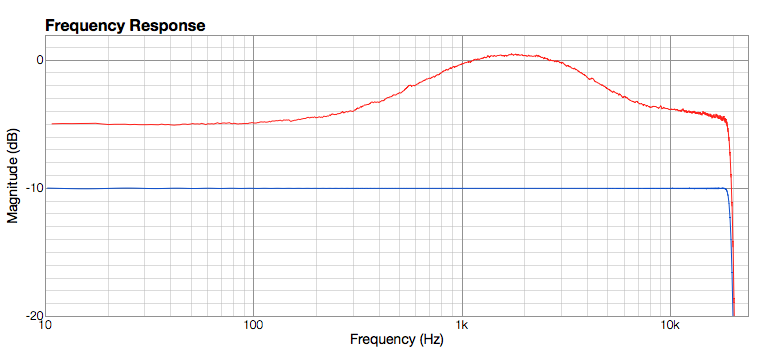 Frequency Response
0
-10
-20
Magnitude (dB)
10 100 1k 10k
Frequency (Hz)